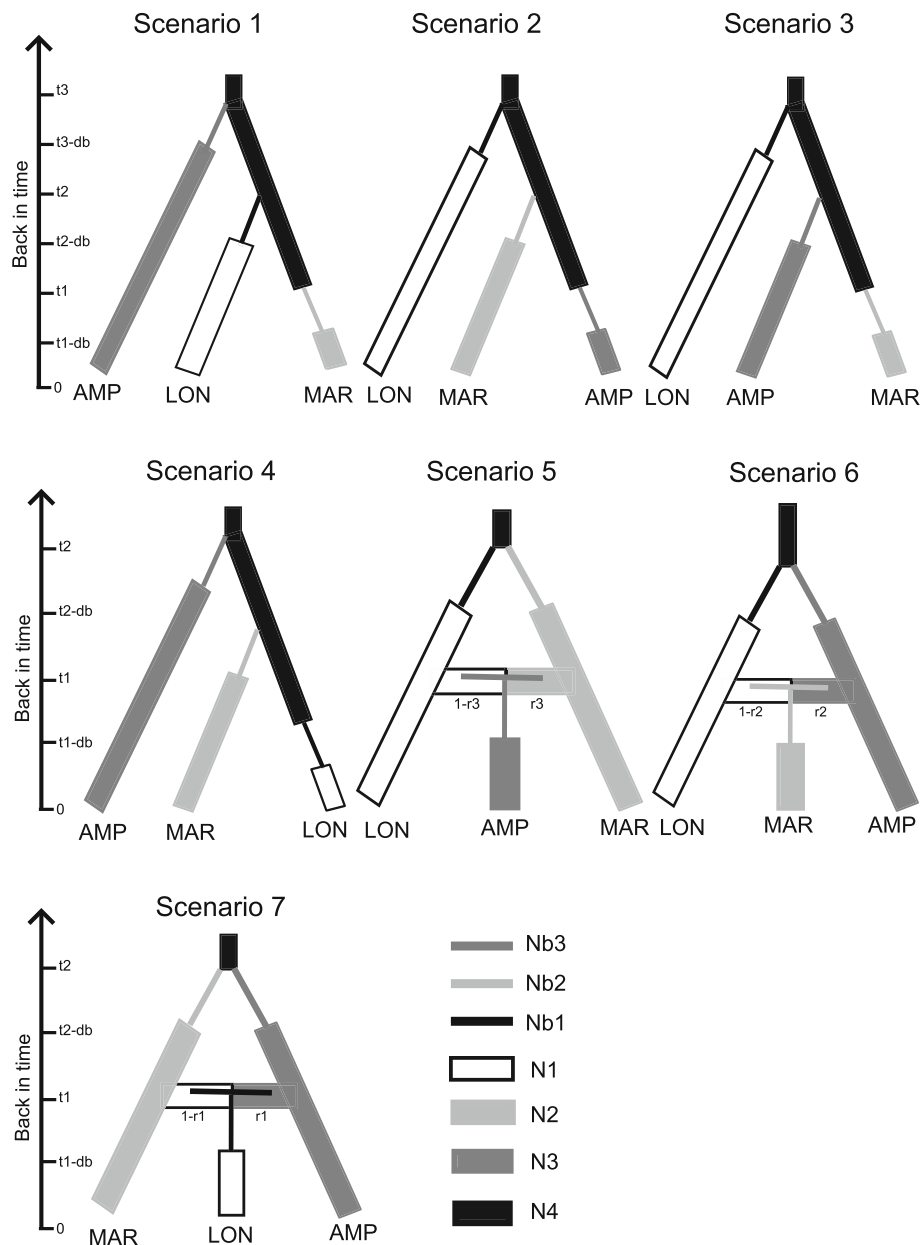 Scenario 1
Scenario 2
Scenario 3
Back in time
t3
t3-db
t2
t2-db
t1
t1-db
0
AMP
LON
MAR
LON
MAR
AMP
LON
AMP
MAR
Scenario 4
Scenario 5
Scenario 6
Back in time
t2
t2-db
t1
t1-db
0
1-r3
r3
1-r2
r2
AMP
MAR
LON
LON
AMP
MAR
LON
MAR
AMP
Scenario 7
Back in time
t2
t2-db
t1
t1-db
0
1-r1
r1
MAR
LON
AMP
Nb3
Nb2
Nb1
N1
N2
N3
N4